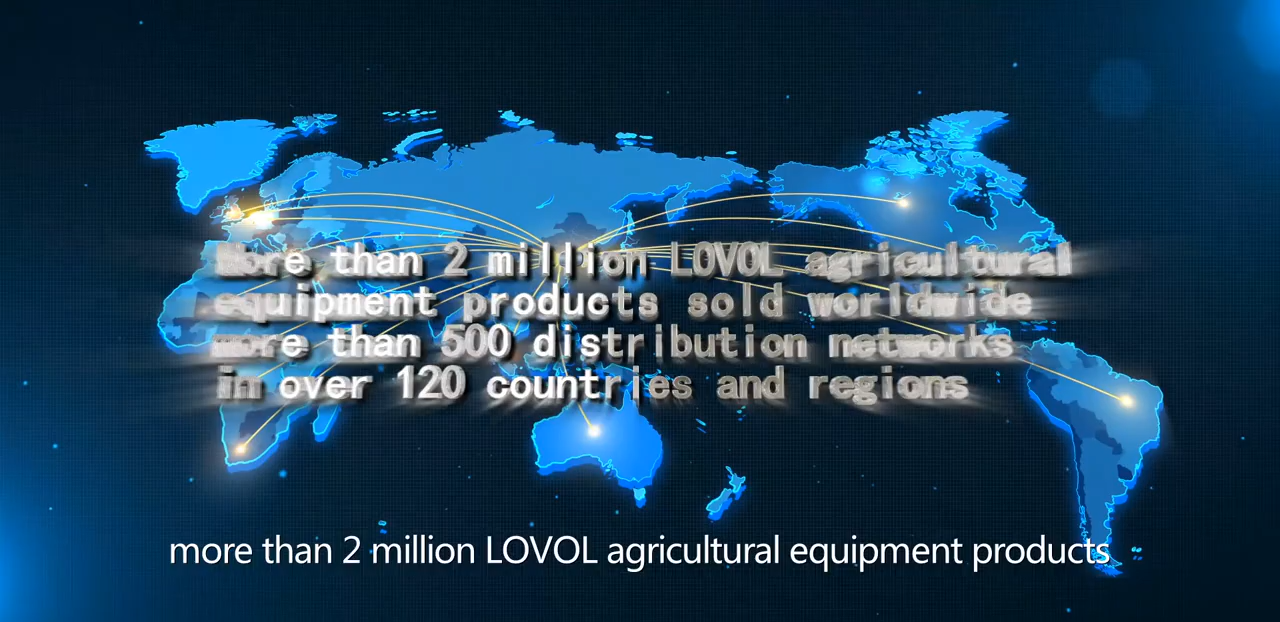 More than 2 million LOVOL agricultural
equipment products sold worldwide
more than 500 distribution networks
in over 120 countries and regions
more than 2 million LOVOL agricultural equipment products